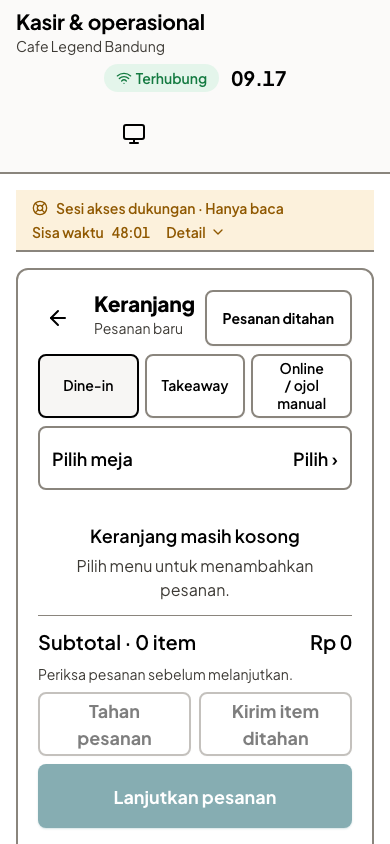 Kasir & operasional
Cafe Legend Bandung
Terhubung 09.17
Sesi akses dukungan · Hanya baca
Sisa waktu 48:01 Detail
Keranjang
Pesanan baru
Pesanan ditahan
Dine-in
Takeaway
Online
/ ojol
manual
Pilih meja Pilih ›
Keranjang masih kosong
Pilih menu untuk menambahkan
pesanan.
Subtotal · 0 item Rp 0
Periksa pesanan sebelum melanjutkan.
Tahan
pesanan
Kirim item
ditahan
Lanjutkan pesanan